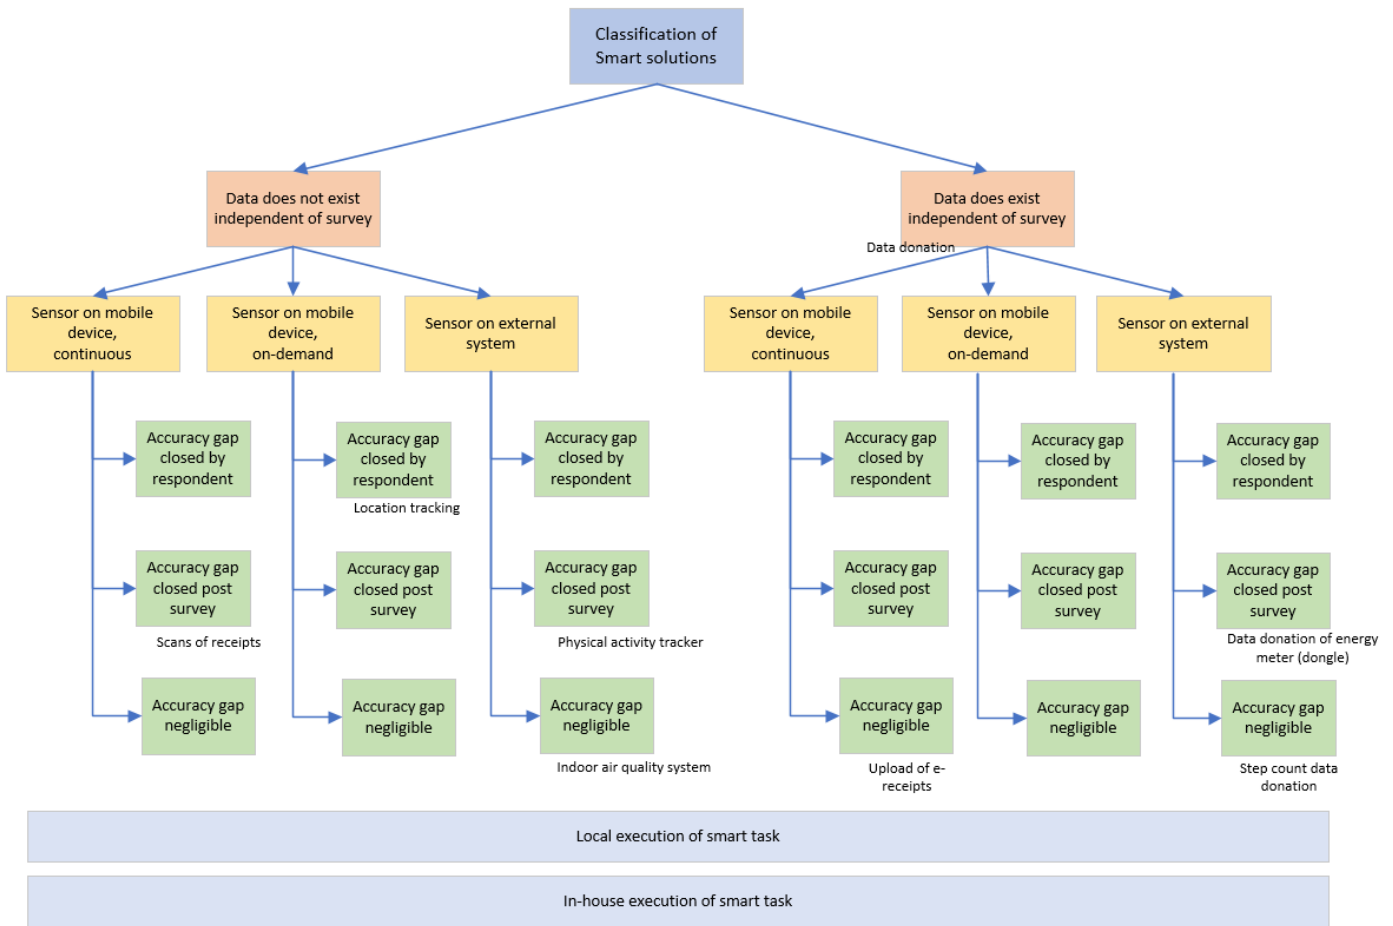 Classification of
Smart solutions
Data does not exist
independent of survey
Data does exist
independent of survey
Data donation
Sensor on mobile
device,
continuous
Sensor on mobile
device,
on-demand
Sensor on external
system
Sensor on mobile
device,
continuous
Sensor on mobile
device,
on-demand
Sensor on external
system
Accuracy gap
closed by
respondent
Accuracy gap
closed by
respondent
Location tracking
Accuracy gap
closed by
respondent
Accuracy gap
closed by
respondent
Accuracy gap
closed by
respondent
Accuracy gap
closed by
respondent
Accuracy gap
closed post
survey
Scans of receipts
Accuracy gap
closed post
survey
Accuracy gap
closed post
survey
Physical activity tracker
Accuracy gap
closed post
survey
Accuracy gap
closed post
survey
Accuracy gap
closed post
survey
Data donation of energy
meter (dongle)
Accuracy gap
negligible
Accuracy gap
negligible
Accuracy gap
negligible
Indoor air quality system
Accuracy gap
negligible
Upload of e-
receipts
Accuracy gap
negligible
Accuracy gap
negligible
Step count data
donation
Local execution of smart task
In-house execution of smart task